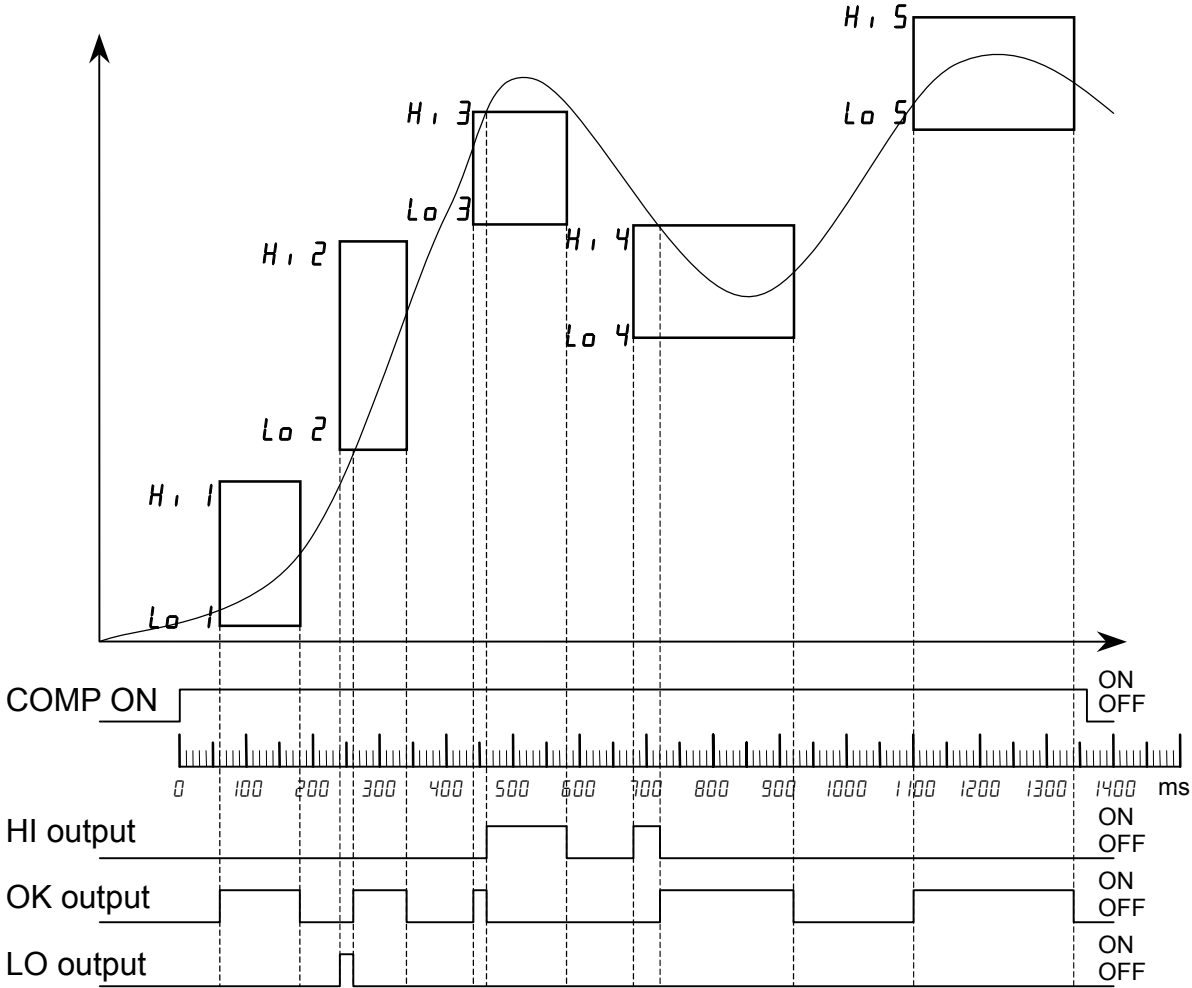 Hi 5
Hi 3
Lo 5
Lo 3
Hi 4
Hi 2
Lo 4
Lo 2
Hi 1
Lo 1
COMP ON
ON
OFF
0 100 200 300 400 500 600 700 800 900 1000 1100 1200 1300 1400 ms
HI output
ON
OFF
OK output
ON
OFF
LO output
ON
OFF